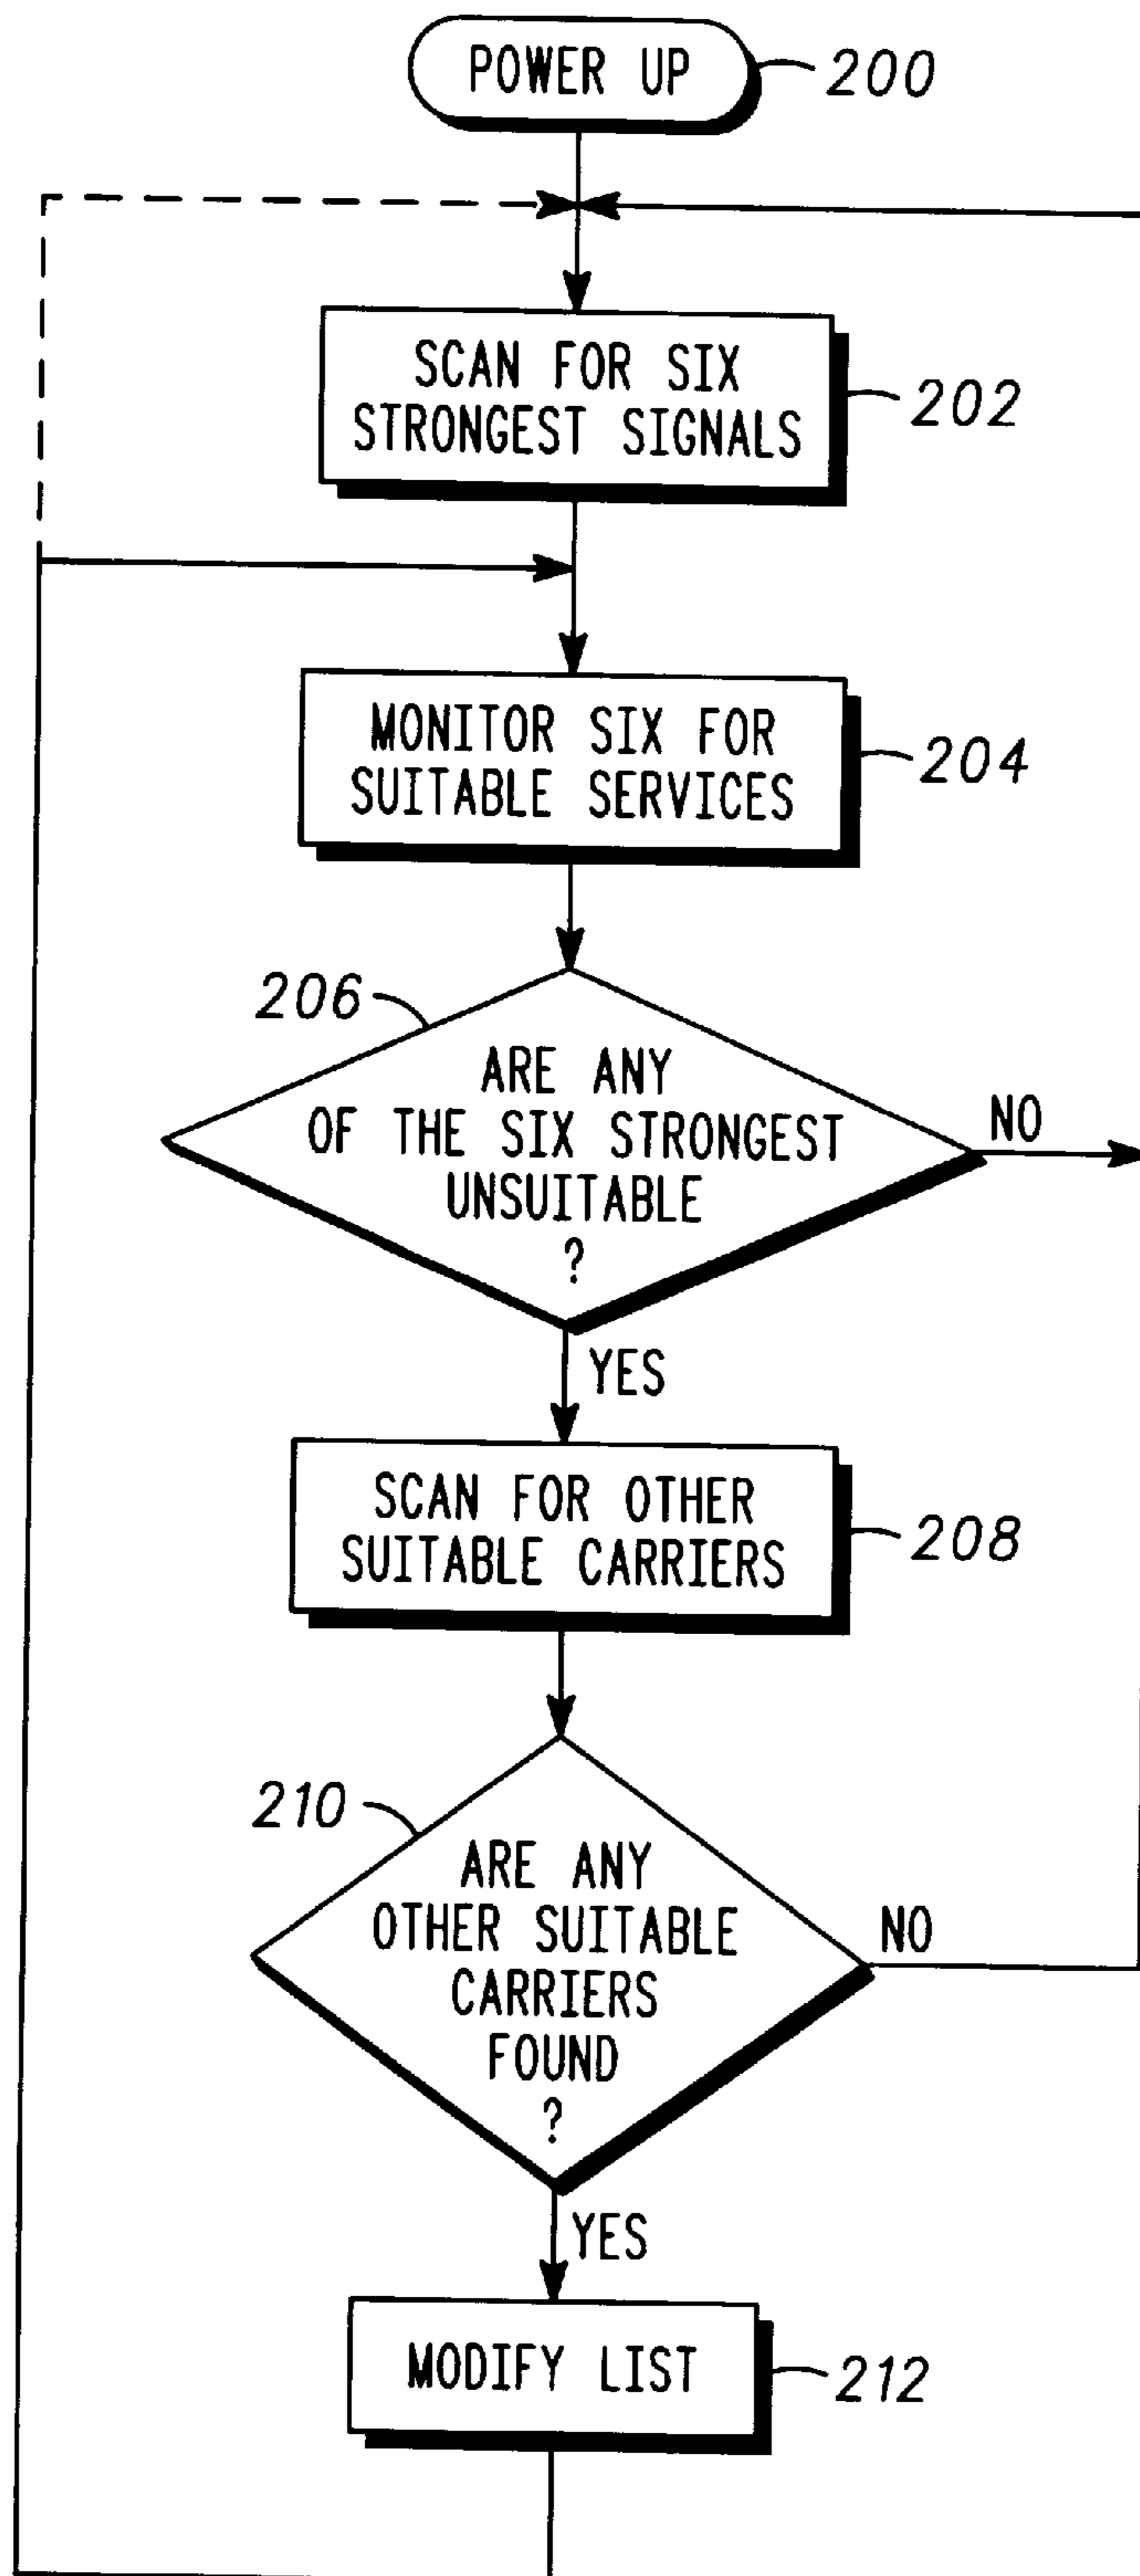 POWER UP
200
SCAN FOR SIX
STRONGEST SIGNALS
202
MONITOR SIX FOR
SUITABLE SERVICES
204
206
ARE ANY
OF THE SIX STRONGEST
UNSUITABLE
?
NO
YES
SCAN FOR OTHER
SUITABLE CARRIERS
208
210
ARE ANY
OTHER SUITABLE
CARRIERS
FOUND
?
NO
YES
MODIFY LIST
212